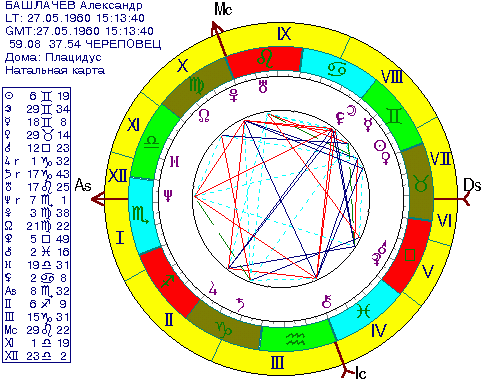 БАШЛАЧЕВ Александр
LT: 27.05.1960 15:13:40
GMT:27.05.1960 15:13:40
59.08 37.54 ЧЕРЕПОВЕЦ
Дома: Плацидус
Натальная карта
6 19
29 34
18 8
29 14
12 23
r 1 32
r 17 43
17 25
r 7 1
3 38
21 22
5 49
2 16
19 31
2 8
As 8 32
II 6 9
III 15 31
Mc 29 22
XI 1 19
XII 23 2
Mc
IX
X
VIII
XI
VII
XII
As
Ds
I
VI
V
II
IV
III
Ic